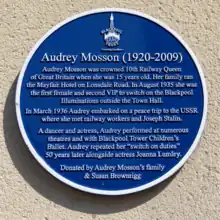 Audrey Mosson (1920-2009)
Audrey Mosson was crowned 10th Railway Queen
of Great Britain when she was 15 years old. Her family ran
the Mayfair Hotel on Lonsdale Road. In August 1935 she was
the first female and second VIP to switch on the Blackpool
Illuminations outside the Town Hall.
In March 1976 Audrey embarked on a peace trip to the USSR
where she met railway workers and Joseph Stalin.
A dancer and actress, Audrey performed at numerous
theatres and with Blackpool Tower Children's
Ballet. Audrey repeated her "switch on duties"
50 years later alongside actress Joanna Lumley.
Donated by Audrey Mosson's family
& Susan Brownrigg